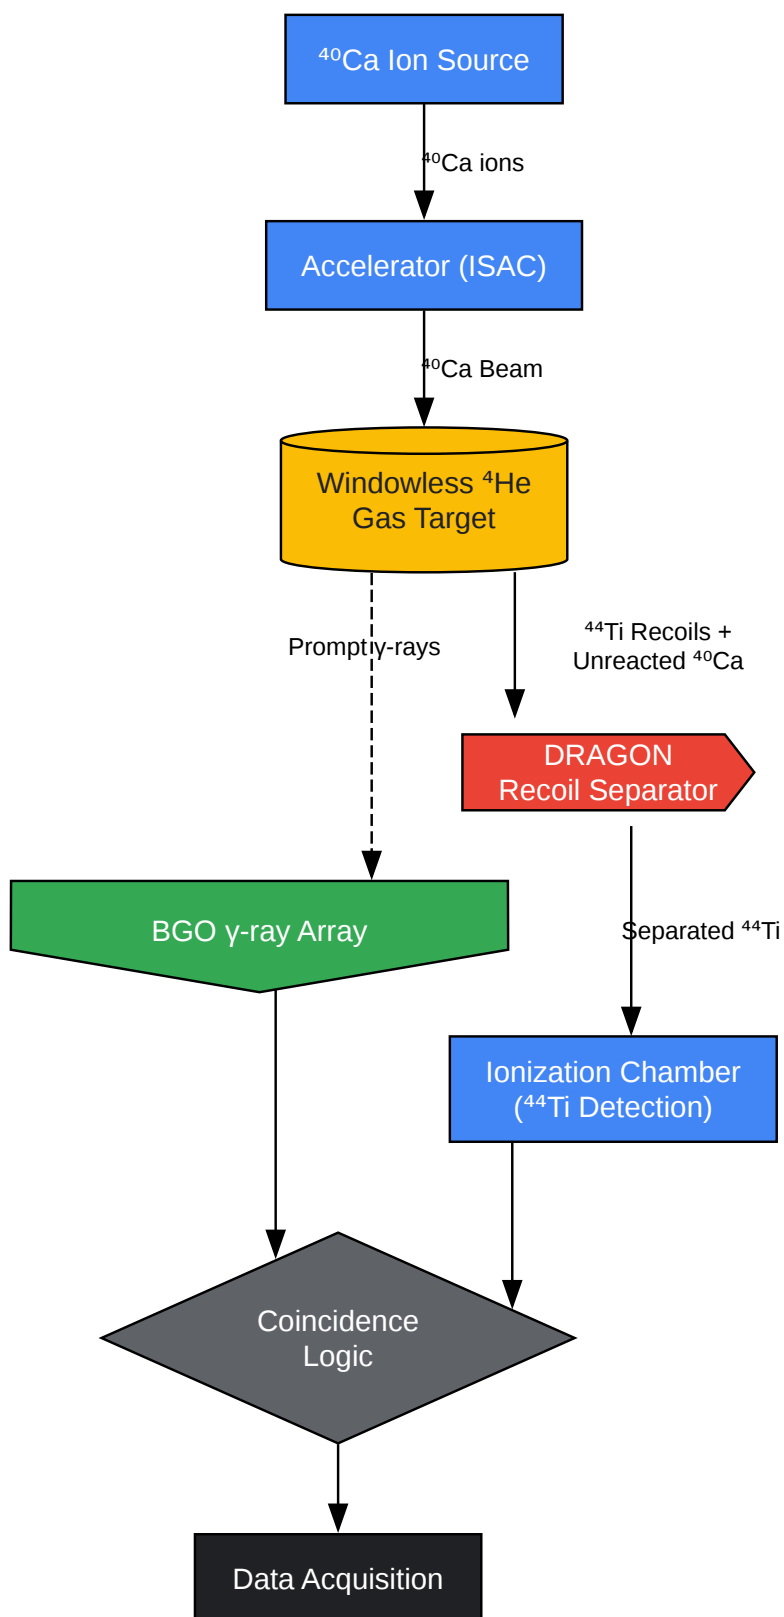 ⁴⁰Ca Ion Source
⁴⁰Ca ions
Accelerator (ISAC)
⁴⁰Ca Beam
Windowless ⁴He
Gas Target
Prompt γ-rays
⁴⁴Ti Recoils +
Unreacted ⁴⁰Ca
DRAGON
Recoil Separator
BGO γ-ray Array
Separated ⁴⁴Ti
Ionization Chamber
(⁴⁴Ti Detection)
Coincidence
Logic
Data Acquisition